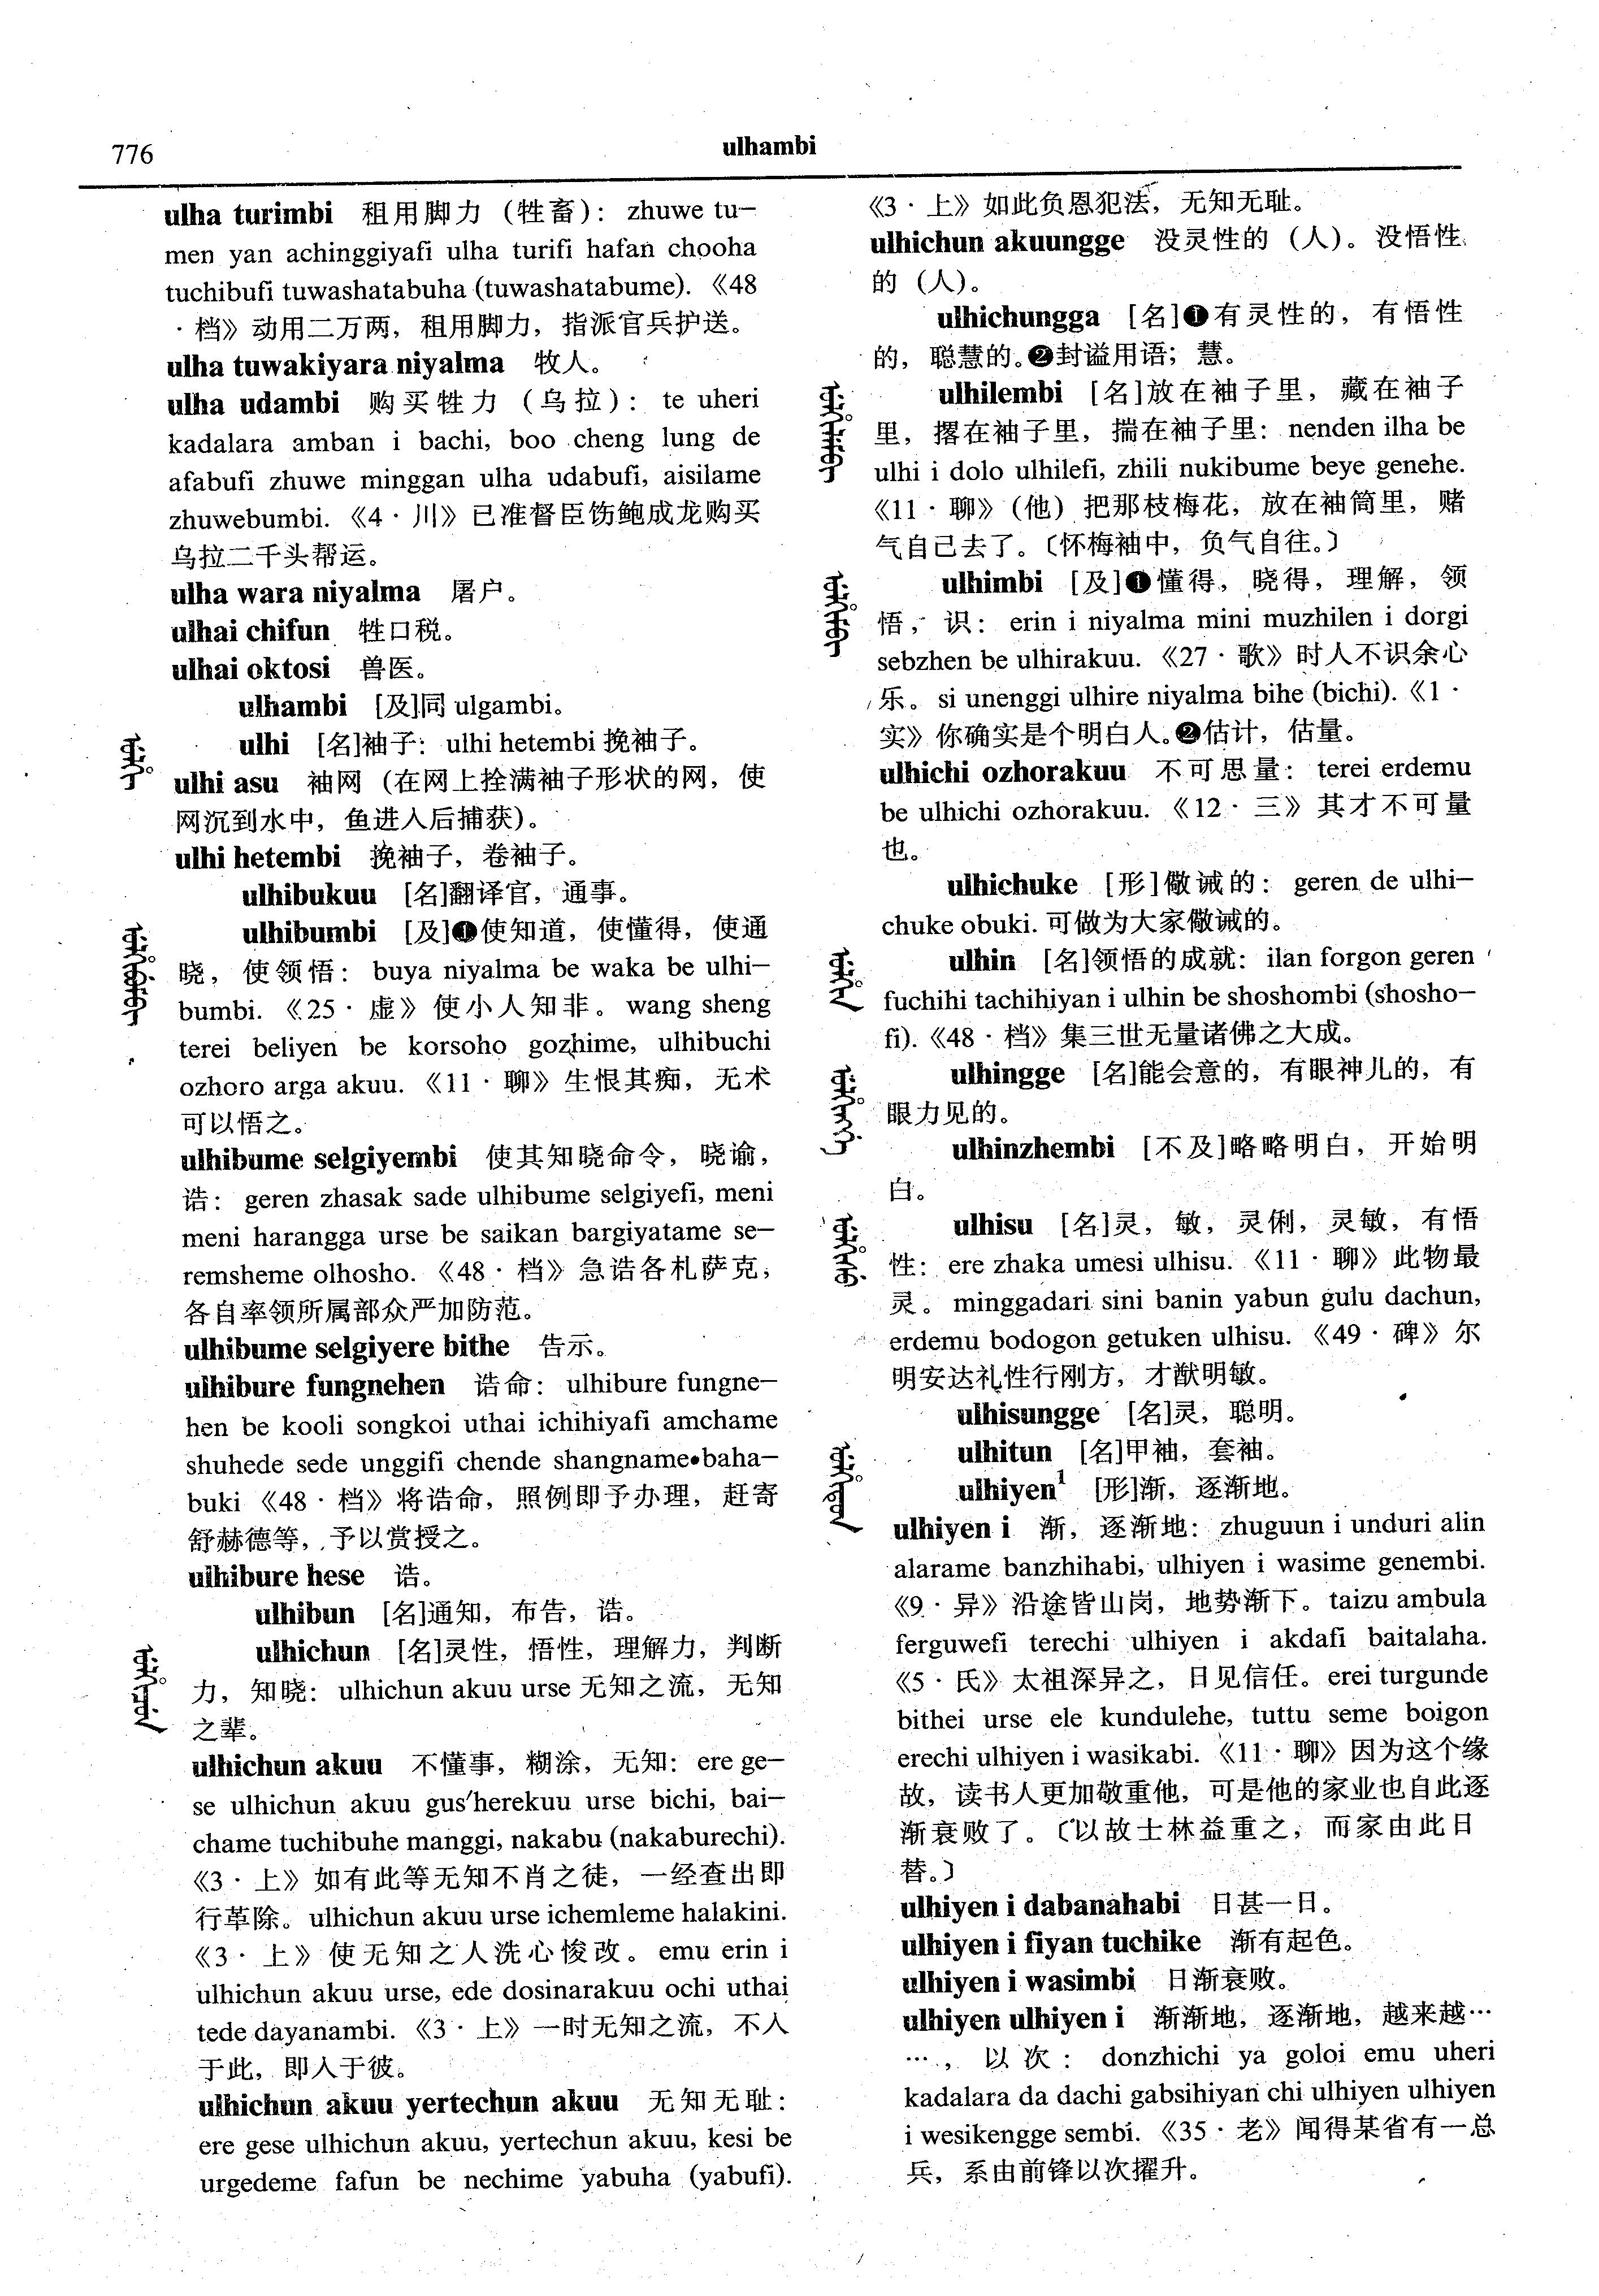 776
ulhambi
ulha turimbi 租用脚力（牲畜）：zhuwe tu—
men yan achinggiyafi ulha turifi hafan chooha
tuchibufi tuwashatabuha (tuwashatabume).《48
·档》动用二万两，租用脚力，指派官兵护送。
ulha tuwakiyara niyalma 牧人。
ulha udambi 购买牲力（乌拉）：te uheri
kadalara amban i bachi, boo cheng lung de
afabufi zhuwe minggan ulha udabufi, aisilame
zhuwebumbi.《4·川》已准督臣饬鲍成龙购买
乌拉二千头帮运。
ulha wara niyalma 屠户。
ulhai chifun 牲口税。
ulhai oktosi 兽医。
ulhambi [及]同 ulgambi。
ᡠᠯᡥᡳ
ulhi [名]袖子：ulhi hetembi 挽袖子。
ulhi asu 袖网（在网上拴满袖子形状的网，使
网沉到水中，鱼进入后捕获）。
ulhi hetembi 挽袖子，卷袖子。
ulhibukuu [名]翻译官，通事。
ᡠᠯᡥᡳᠪᡠᠮᠪᡳ
ulhibumbi [及]❶使知道，使懂得，使通
晓，使领悟：buya niyalma be waka be ulhi—
bumbi.《25·虚》使小人知非。wang sheng
terei beliyen be korsoho gozhime, ulhibuchi
ozhoro arga akuu.《11·聊》生恨其痴，无术
可以悟之。
ulhibume selgiyembi 使其知晓命令，晓谕，
诰：geren zhasak sade ulhibume selgiyefi, meni
meni harangga urse be saikan bargiyatame se—
remsheme olhosho.《48·档》急诰各札萨克，
各自率领所属部众严加防范。
ulhibume selgiyere bithe 告示。
ulhibure fungnehen 诰命：ulhibure fungne—
hen be kooli songkoi uthai ichihiyafi amchame
shuhede sede unggifi chende shangname·baha—
buki《48·档》将诰命，照例即予办理，赶寄
舒赫德等，予以赏授之。
ulhibure hese 诰。
ulhibun [名]通知，布告，诰。
ᡠᠯᡥᡳᠴᡠᠨ
ulhichun [名]灵性，悟性，理解力，判断
力，知晓：ulhichun akuu urse 无知之流，无知
之辈。
ulhichun akuu 不懂事，糊涂，无知：ere ge—
se ulhichun akuu gus'herekuu urse bichi, bai—
chame tuchibuhe manggi, nakabu (nakaburechi).
《3·上》如有此等无知不肖之徒，一经查出即
行革除。ulhichun akuu urse ichemleme halakini.
《3·上》使无知之人洗心悛改。emu erin i
ulhichun akuu urse, ede dosinarakuu ochi uthai
tede dayanambi.《3·上》一时无知之流，不入
于此，即入于彼。
ulhichun akuu yertechun akuu 无知无耻：
ere gese ulhichun akuu, yertechun akuu, kesi be
urgedeme fafun be nechime yabuha (yabufi).
《3·上》如此负恩犯法，无知无耻。
ulhichun akuungge 没灵性的（人）。没悟性
的（人）。
ulhichungga [名]❶有灵性的，有悟性
的，聪慧的。❷封谥用语；慧。
ᡠᠯᡥᡳᠯᡝᠮᠪᡳ
ulhilembi [名]放在袖子里，藏在袖子
里，撂在袖子里，揣在袖子里：nenden ilha be
ulhi i dolo ulhilefi, zhili nukibume beye genehe.
《11·聊》（他）把那枝梅花，放在袖筒里，赌
气自己去了。〔怀梅袖中，负气自往。〕
ᡠᠯᡥᡳᠮᠪᡳ
ulhimbi [及]❶懂得，晓得，理解，领
悟，识：erin i niyalma mini muzhilen i dorgi
sebzhen be ulhirakuu.《27·歌》时人不识余心
乐。si unenggi ulhire niyalma bihe (bichi).《1·
实》你确实是个明白人。❷估计，估量。
ulhichi ozhorakuu 不可思量：terei erdemu
be ulhichi ozhorakuu.《12·三》其才不可量
也。
ulhichuke [形]儆诫的：geren de ulhi—
chuke obuki. 可做为大家儆诫的。
ᡠᠯᡥᡳᠨ
ulhin [名]领悟的成就：ilan forgon geren
fuchihi tachihiyan i ulhin be shoshombi (shosho—
fi).《48·档》集三世无量诸佛之大成。
ᡠᠯᡥᡳᠩᡤᡝ
ulhingge [名]能会意的，有眼神儿的，有
眼力见的。
ulhinzhembi [不及]略略明白，开始明
白。
ᡠᠯᡥᡳᠰᡠ
ulhisu [名]灵，敏，灵俐，灵敏，有悟
性：ere zhaka umesi ulhisu.《11·聊》此物最
灵。minggadari sini banin yabun gulu dachun,
erdemu bodogon getuken ulhisu.《49·碑》尔
明安达礼性行刚方，才猷明敏。
ulhisungge [名]灵，聪明。
ᡠᠯᡥᡳᡨᡠᠨ
ulhitun [名]甲袖，套袖。
ulhiyen¹ [形]渐，逐渐地。
ulhiyen i 渐，逐渐地：zhuguun i unduri alin
alarame banzhihabi, ulhiyen i wasime genembi.
《9·异》沿途皆山岗，地势渐下。taizu ambula
ferguwefi terechi ulhiyen i akdafi baitalaha.
《5·氏》太祖深异之，日见信任。erei turgunde
bithei urse ele kundulehe, tuttu seme boigon
erechi ulhiyen i wasikabi.《11·聊》因为这个缘
故，读书人更加敬重他，可是他的家业也自此逐
渐衰败了。〔以故士林益重之，而家由此日
替。〕
ulhiyen i dabanahabi 日甚一日。
ulhiyen i fiyan tuchike 渐有起色。
ulhiyen i wasimbi 日渐衰败。
ulhiyen ulhiyen i 渐渐地，逐渐地，越来越…
…，以次：donzhichi ya goloi emu uheri
kadalara da dachi gabsihiyan chi ulhiyen ulhiyen
i wesikengge sembi.《35·老》闻得某省有一总
兵，系由前锋以次擢升。